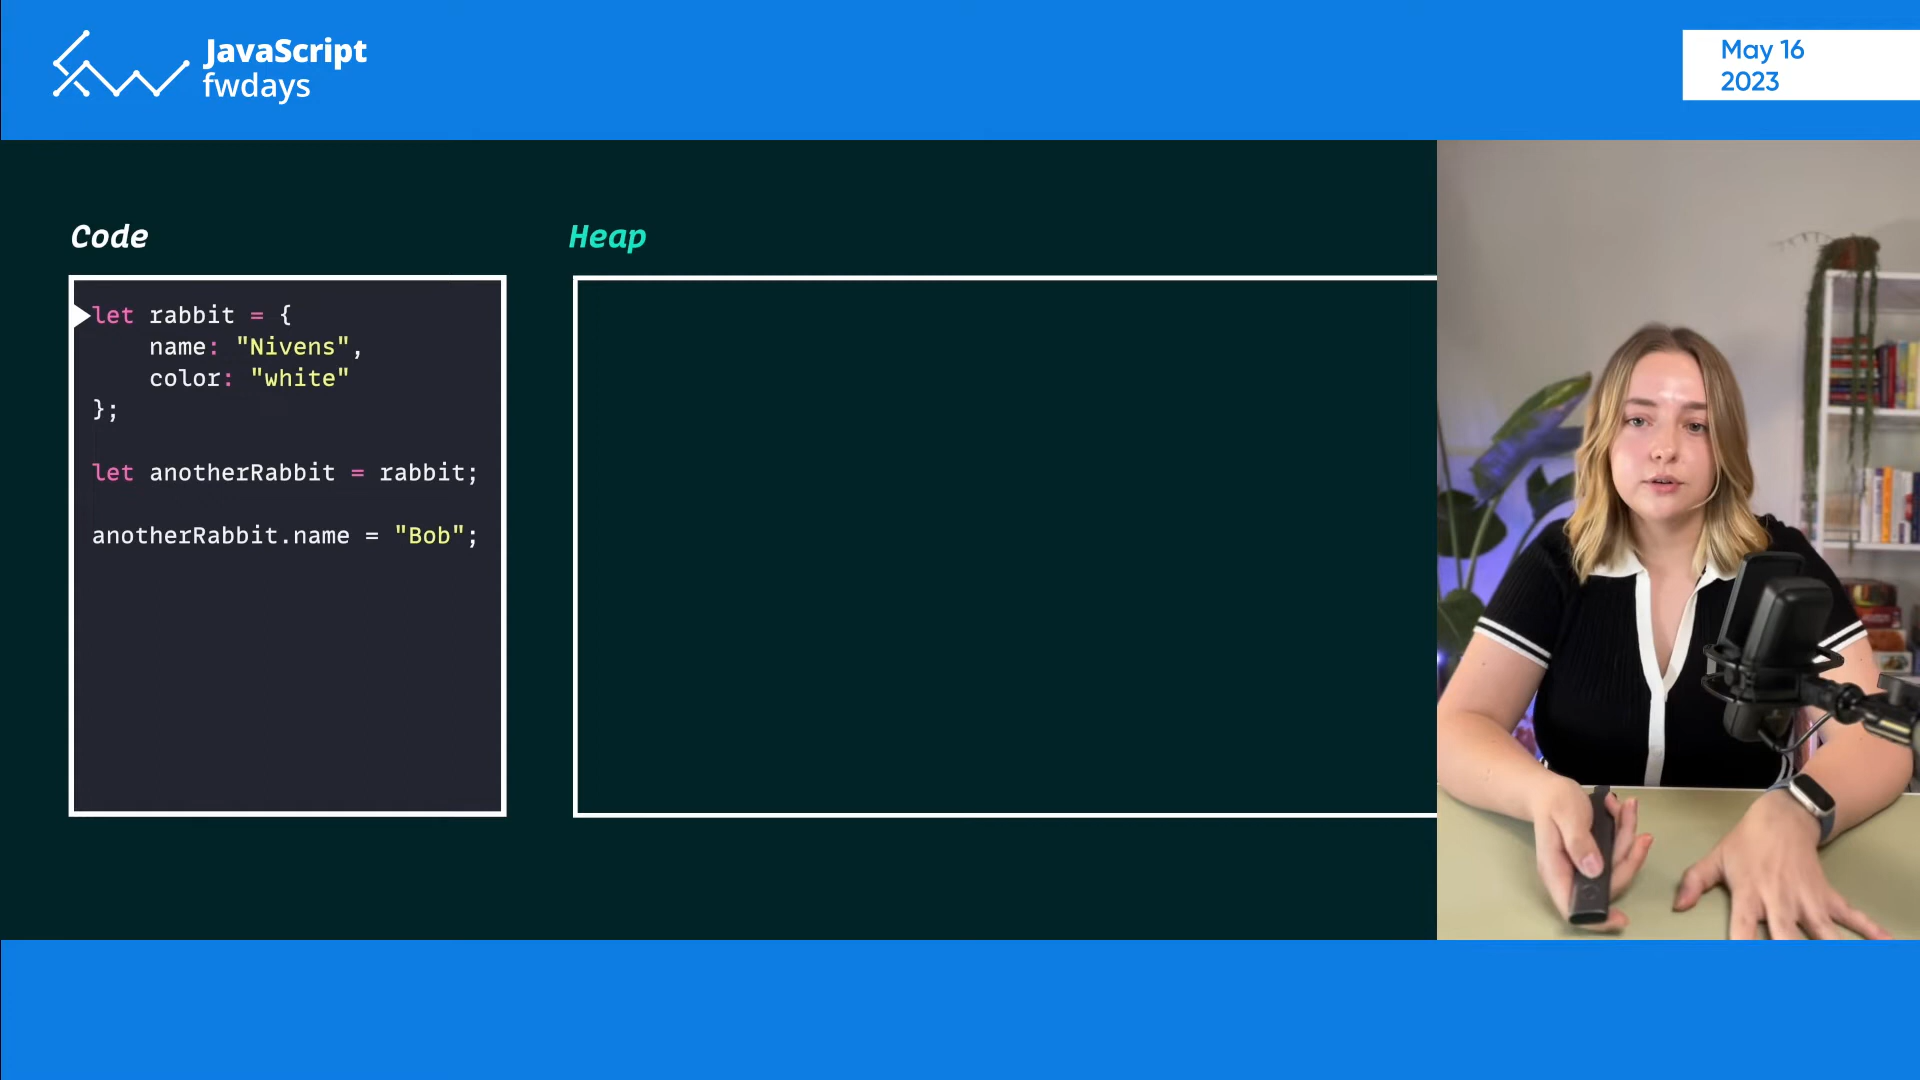 JavaScript
fwdays
May 16
2023
Code
Heap
let rabbit = {
    name: "Nivens",
    color: "white"
};
let anotherRabbit = rabbit;
anotherRabbit.name = "Bob";